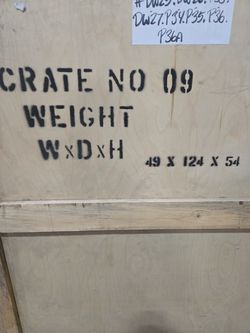 DW27.P34.P35.P36.
P36A
CRATE NO 09
WEIGHT
WxDxH 49 X 124 X 54